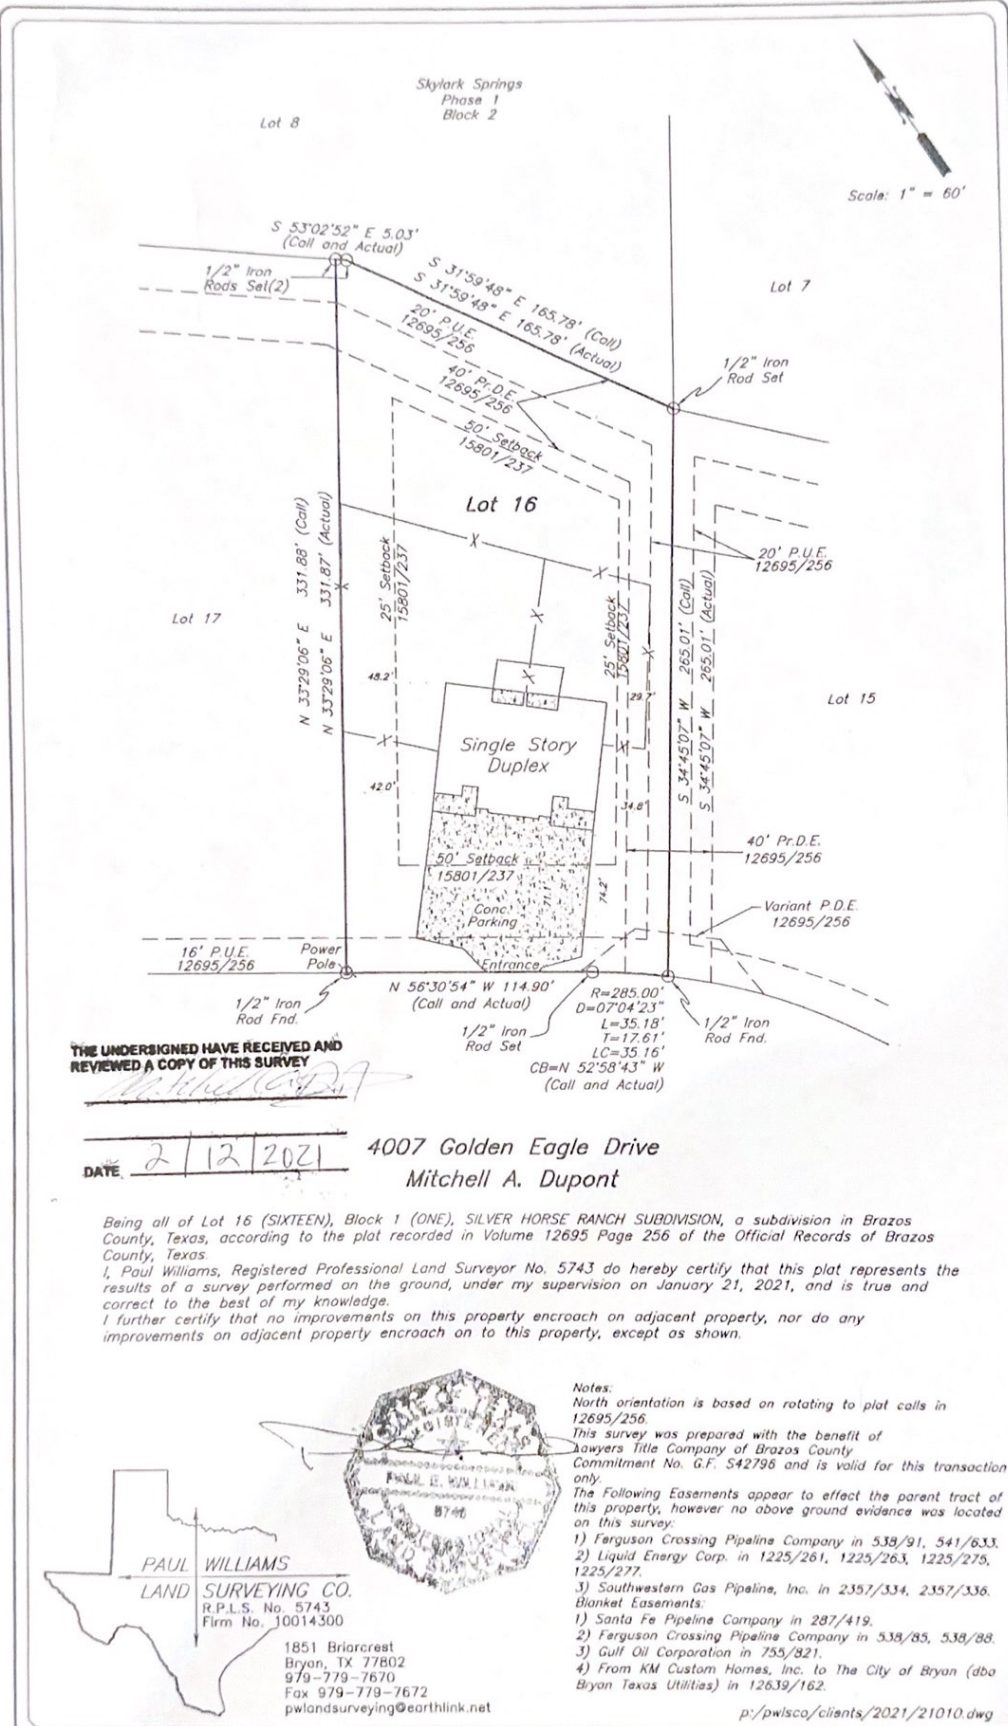 Skylark Springs
Phase 1
Block 2
Lot 8
Scale: 1" = 60'
S 53°02'52" E 5.03'
(Call and Actual)
1/2" Iron
Rods Set(2)
S 31°59'48" E 165.78' (Call)
S 31°59'48" E 165.78' (Actual)
Lot 7
20' P.U.E.
12695/256
1/2" Iron
Rod Set
40' Pr.D.E.
12695/256
50' Setback
15801/237
Lot 16
N 33°29'06" E 331.88' (Call)
N 33°29'06" E 331.87' (Actual)
25' Setback
15801/237
20' P.U.E.
12695/256
Lot 17
25' Setback
15801/237
S 34°45'07" W 265.01' (Call)
S 34°45'07" W 265.01' (Actual)
48.2'
29.7'
Lot 15
Single Story
Duplex
42.0'
34.8'
40' Pr.D.E.
12695/256
50' Setback
15801/237
74.2'
Conc.
Parking
Variant P.D.E.
12695/256
16' P.U.E.
12695/256
Power
Pole
Entrance
1/2" Iron
Rod Fnd.
N 56°30'54" W 114.90'
(Call and Actual)
1/2" Iron
Rod Set
R=285.00'
D=07°04'23"
L=35.18'
T=17.61'
LC=35.16'
CB=N 52°58'43" W
(Call and Actual)
1/2" Iron
Rod Fnd.
THE UNDERSIGNED HAVE RECEIVED AND
REVIEWED A COPY OF THIS SURVEY
DATE 2 | 12 | 2021
4007 Golden Eagle Drive
Mitchell A. Dupont
Being all of Lot 16 (SIXTEEN), Block 1 (ONE), SILVER HORSE RANCH SUBDIVISION, a subdivision in Brazos
County, Texas, according to the plat recorded in Volume 12695 Page 256 of the Official Records of Brazos
County, Texas.
I, Paul Williams, Registered Professional Land Surveyor No. 5743 do hereby certify that this plat represents the
results of a survey performed on the ground, under my supervision on January 21, 2021, and is true and
correct to the best of my knowledge.
I further certify that no improvements on this property encroach on adjacent property, nor do any
improvements on adjacent property encroach on to this property, except as shown.
Notes:
North orientation is based on rotating to plat calls in
12695/256.
This survey was prepared with the benefit of
Lawyers Title Company of Brazos County
Commitment No. G.F. S42796 and is valid for this transaction
only.
The Following Easements appear to effect the parent tract of
this property, however no above ground evidence was located
on this survey:
1) Ferguson Crossing Pipeline Company in 538/91, 541/633.
2) Liquid Energy Corp. in 1225/261, 1225/263, 1225/275,
1225/277.
3) Southwestern Gas Pipeline, Inc. in 2357/334, 2357/336.
Blanket Easements:
1) Santa Fe Pipeline Company in 287/419.
2) Ferguson Crossing Pipeline Company in 538/85, 538/88.
3) Gulf Oil Corporation in 755/821.
4) From KM Custom Homes, Inc. to The City of Bryan (dba
Bryan Texas Utilities) in 12639/162.
PAUL WILLIAMS
LAND SURVEYING CO.
R.P.L.S. No. 5743
Firm No. 10014300
1851 Briarcrest
Bryan, TX 77802
979-779-7670
Fax 979-779-7672
pwlandsurveying@earthlink.net
p:/pwlsco/clients/2021/21010.dwg